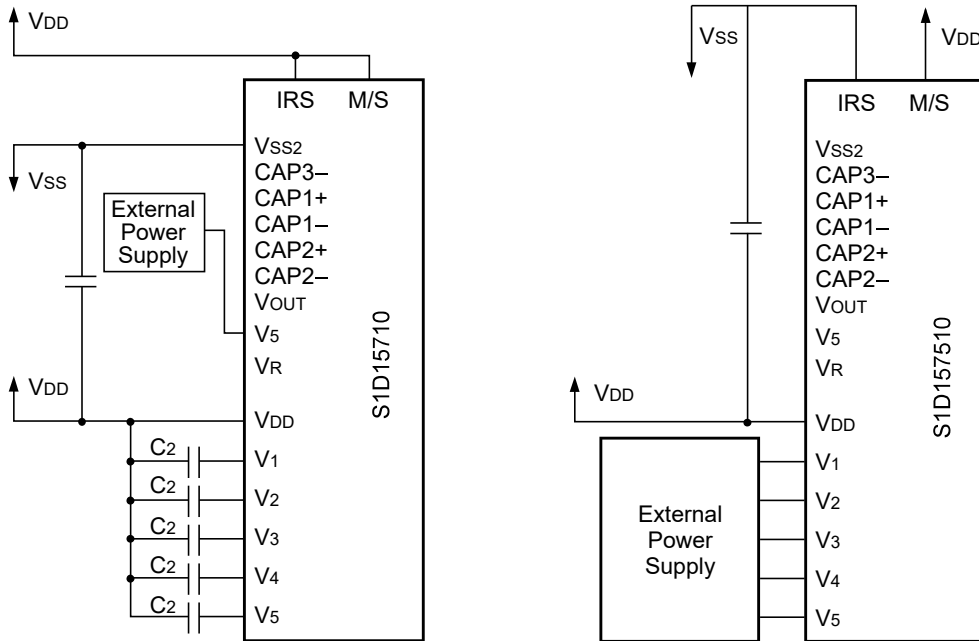 VDD
IRS M/S
VSS2
VSS
CAP3–
CAP1+
CAP1–
CAP2+
CAP2–
VOUT
V5
VR
External
Power
Supply
S1D15710
VDD
VDD
C2 V1
C2 V2
C2 V3
C2 V4
C2 V5
VSS
VDD
IRS M/S
VSS2
CAP3–
CAP1+
CAP1–
CAP2+
CAP2–
VOUT
V5
VR
S1D157510
VDD
VDD
V1
V2
V3
V4
V5
External
Power
Supply